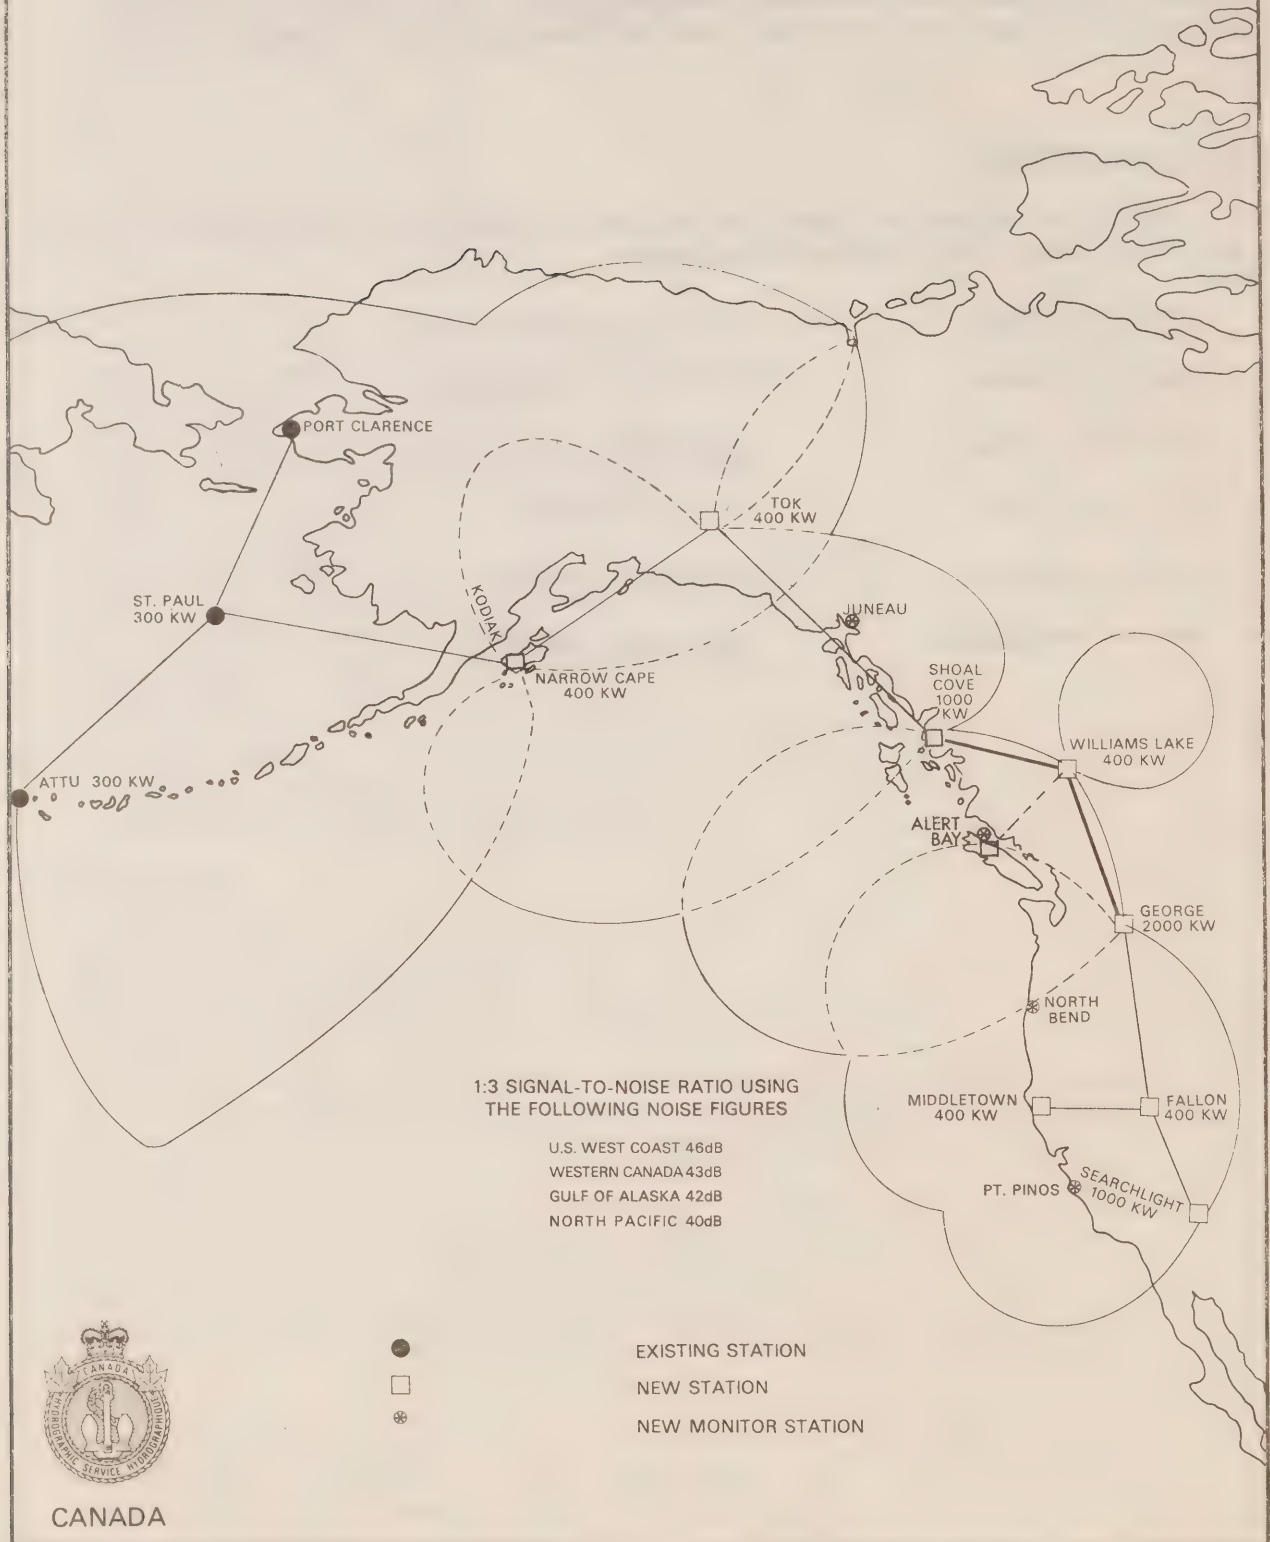 PORT CLARENCE
TOK
400 KW
KODIAK
JUNEAU
ST. PAUL
300 KW
SHOAL
COVE
1000
KW
NARROW CAPE
400 KW
WILLIAMS LAKE
400 KW
ATTU 300 KW
ALERT
BAY
GEORGE
2000 KW
NORTH
BEND
1:3 SIGNAL-TO-NOISE RATIO USING
THE FOLLOWING NOISE FIGURES
U.S. WEST COAST 46dB
WESTERN CANADA 43dB
GULF OF ALASKA 42dB
NORTH PACIFIC 40dB
MIDDLETOWN
400 KW
FALLON
400 KW
PT. PINOS
SEARCHLIGHT
1000 KW
EXISTING STATION
NEW STATION
NEW MONITOR STATION
CANADA
HYDROGRAPHIC SERVICE HYDROGRAPHIQUE
CANADA